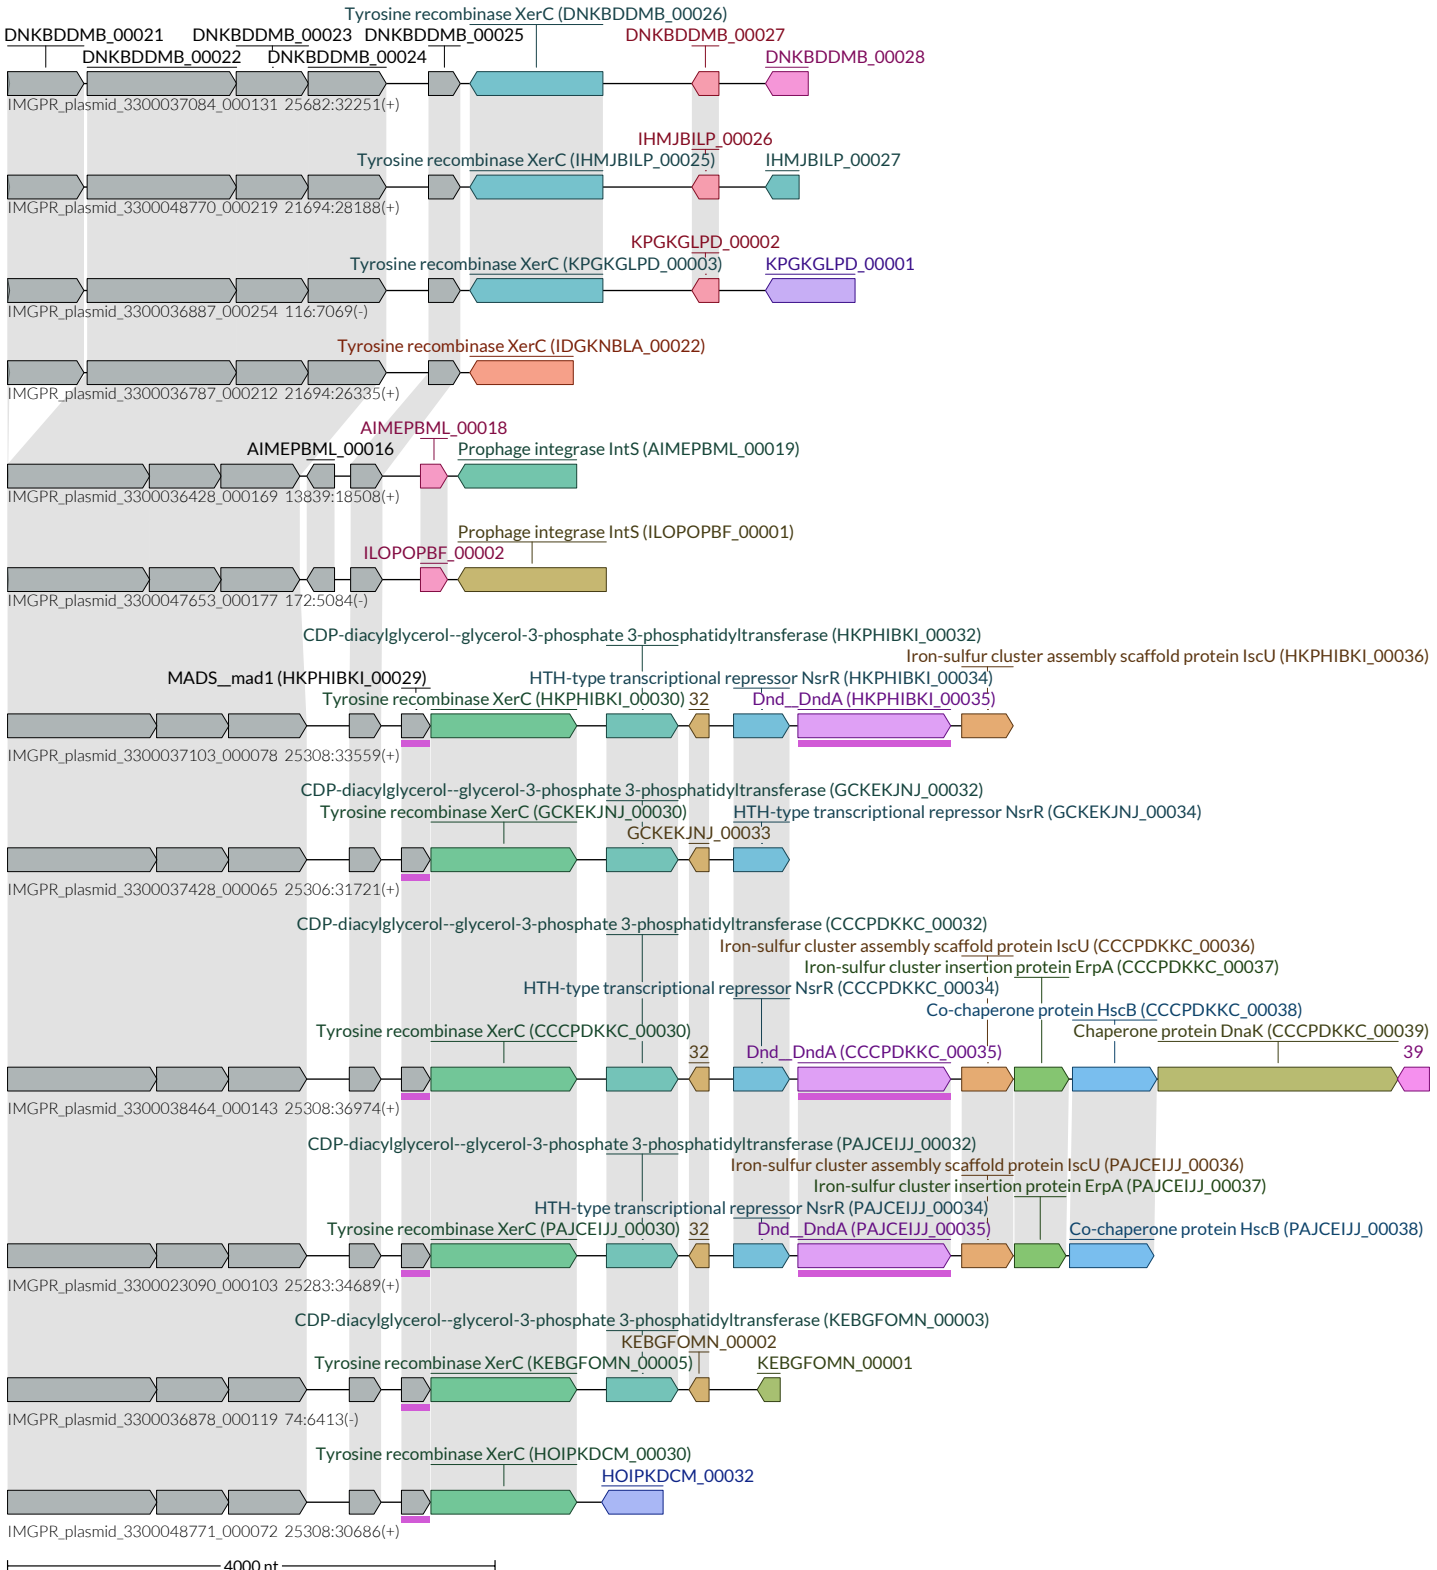 Tyrosine recombinase XerC (DNKBDDMB_00026)
DNKBDDMB_00021 DNKBDDMB_00023 DNKBDDMB_00025 DNKBDDMB_00027
DNKBDDMB_00022 DNKBDDMB_00024 DNKBDDMB_00028
IMGPR_plasmid_3300037084_000131 25682:32251(+)
IHMJBILP_00026
Tyrosine recombinase XerC (IHMJBILP_00025) IHMJBILP_00027
IMGPR_plasmid_3300048770_000219 21694:28188(+)
KPGKGLPD_00002
Tyrosine recombinase XerC (KPGKGLPD_00003) KPGKGLPD_00001
IMGPR_plasmid_3300036887_000254 116:7069(-)
Tyrosine recombinase XerC (IDGKNBLA_00022)
IMGPR_plasmid_3300036787_000212 21694:26335(+)
AIMEPBML_00018
AIMEPBML_00016 Prophage integrase IntS (AIMEPBML_00019)
IMGPR_plasmid_3300036428_000169 13839:18508(+)
Prophage integrase IntS (ILOPOPBF_00001)
ILOPOPBF_00002
IMGPR_plasmid_3300047653_000177 172:5084(-)
CDP-diacylglycerol--glycerol-3-phosphate 3-phosphatidyltransferase (HKPHIBKI_00032)
Iron-sulfur cluster assembly scaffold protein IscU (HKPHIBKI_00036)
MADS__mad1 (HKPHIBKI_00029) HTH-type transcriptional repressor NsrR (HKPHIBKI_00034)
Tyrosine recombinase XerC (HKPHIBKI_00030) 32 Dnd__DndA (HKPHIBKI_00035)
IMGPR_plasmid_3300037103_000078 25308:33559(+)
CDP-diacylglycerol--glycerol-3-phosphate 3-phosphatidyltransferase (GCKEKJNJ_00032)
Tyrosine recombinase XerC (GCKEKJNJ_00030) HTH-type transcriptional repressor NsrR (GCKEKJNJ_00034)
GCKEKJNJ_00033
IMGPR_plasmid_3300037428_000065 25306:31721(+)
CDP-diacylglycerol--glycerol-3-phosphate 3-phosphatidyltransferase (CCCPDKKC_00032)
Iron-sulfur cluster assembly scaffold protein IscU (CCCPDKKC_00036)
Iron-sulfur cluster insertion protein ErpA (CCCPDKKC_00037)
HTH-type transcriptional repressor NsrR (CCCPDKKC_00034)
Co-chaperone protein HscB (CCCPDKKC_00038)
Tyrosine recombinase XerC (CCCPDKKC_00030) Chaperone protein DnaK (CCCPDKKC_00039)
32 Dnd__DndA (CCCPDKKC_00035) 39
IMGPR_plasmid_3300038464_000143 25308:36974(+)
CDP-diacylglycerol--glycerol-3-phosphate 3-phosphatidyltransferase (PAJCEIJJ_00032)
Iron-sulfur cluster assembly scaffold protein IscU (PAJCEIJJ_00036)
Iron-sulfur cluster insertion protein ErpA (PAJCEIJJ_00037)
HTH-type transcriptional repressor NsrR (PAJCEIJJ_00034)
Tyrosine recombinase XerC (PAJCEIJJ_00030) 32 Dnd__DndA (PAJCEIJJ_00035) Co-chaperone protein HscB (PAJCEIJJ_00038)
IMGPR_plasmid_3300023090_000103 25283:34689(+)
CDP-diacylglycerol--glycerol-3-phosphate 3-phosphatidyltransferase (KEBGFOMN_00003)
KEBGFOMN_00002
Tyrosine recombinase XerC (KEBGFOMN_00005) KEBGFOMN_00001
IMGPR_plasmid_3300036878_000119 74:6413(-)
Tyrosine recombinase XerC (HOIPKDCM_00030)
HOIPKDCM_00032
IMGPR_plasmid_3300048771_000072 25308:30686(+)
4000 nt